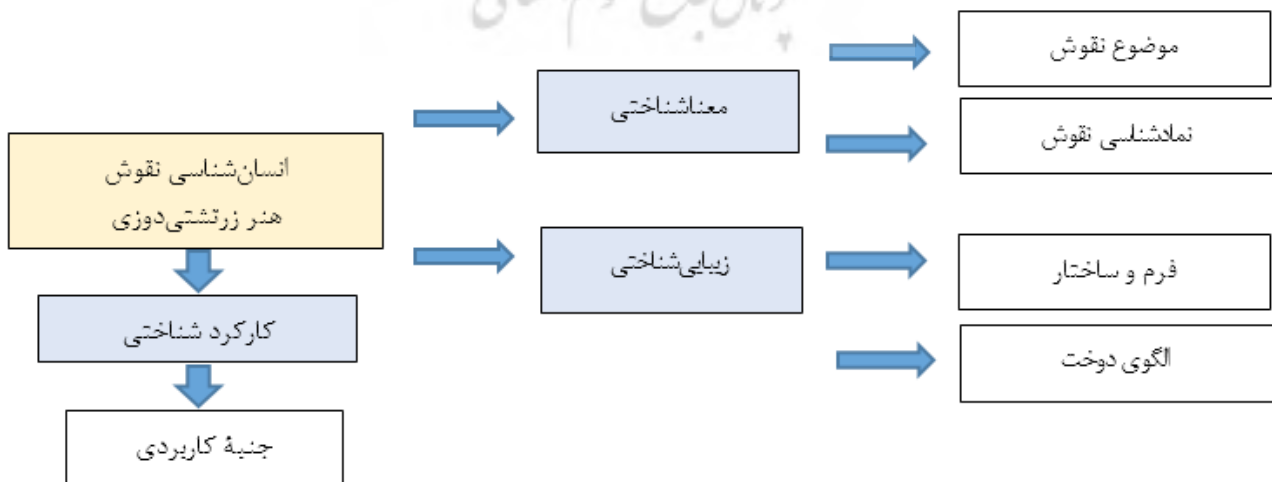 موضوع نقوش
معناشناختی
نمادشناسی نقوش
انسان‌شناسی نقوش
هنر زرتشتی‌دوزی
زیبایی‌شناختی
فرم و ساختار
کارکرد شناختی
الگوی دوخت
جنبهٔ کاربردی